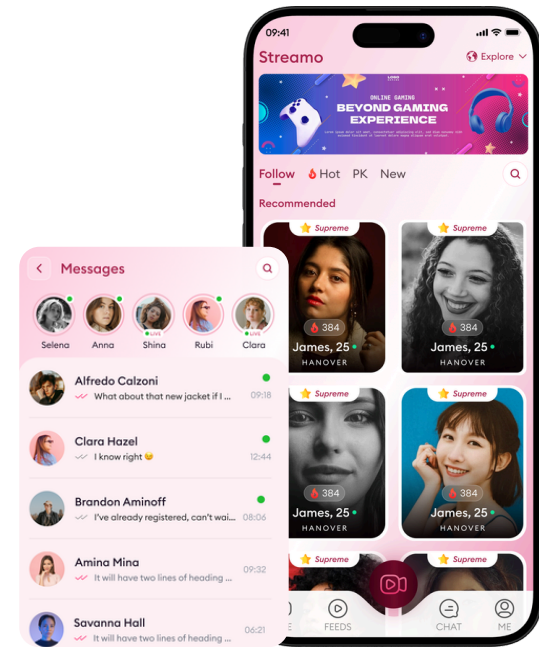 09:41
Streamo
Explore
LOGO
ONLINE GAMING
BEYOND GAMING
EXPERIENCE
Follow
Hot
PK
New
Recommended
Supreme
384
James, 25
HANOVER
Supreme
384
James, 25
HANOVER
Supreme
384
James, 25
HANOVER
Supreme
384
James, 25
HANOVER
Supreme
Supreme
E
FEEDS
CHAT
ME
Messages
Selena
Anna
LIVE
Shina
Rubi
LIVE
Clara
Alfredo Calzoni
What about that new jacket if I ...
09:18
Clara Hazel
I know right 😉
12:44
Brandon Aminoff
I've already registered, can't wai...
08:06
Amina Mina
It will have two lines of heading ...
09:32
Savanna Hall
It will have two lines of heading ...
06:21